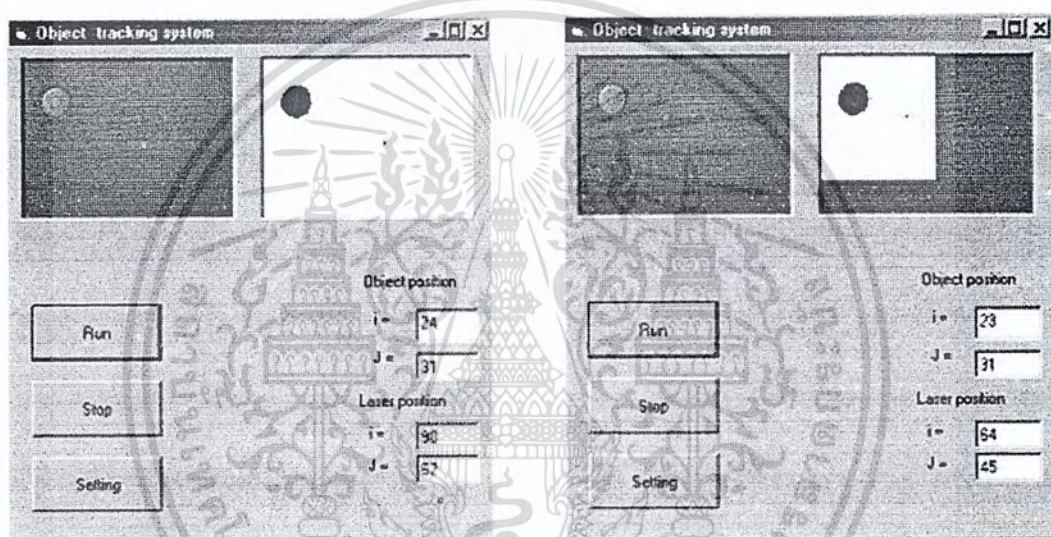 Object tracking system
Object position
i = 24
J = 31
Laser position
i = 90
J = 62
Run
Stop
Setting
Object tracking system
Object position
i = 23
J = 31
Laser position
i = 64
J = 45
Run
Stop
Setting